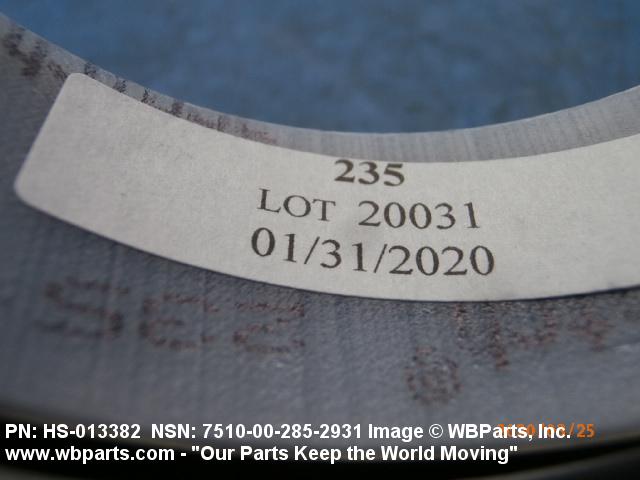 235
LOT 20031
01/31/2020
PN: HS-013382 NSN: 7510-00-285-2931 Image © WBParts, Inc.
www.wbparts.com - "Our Parts Keep the World Moving"